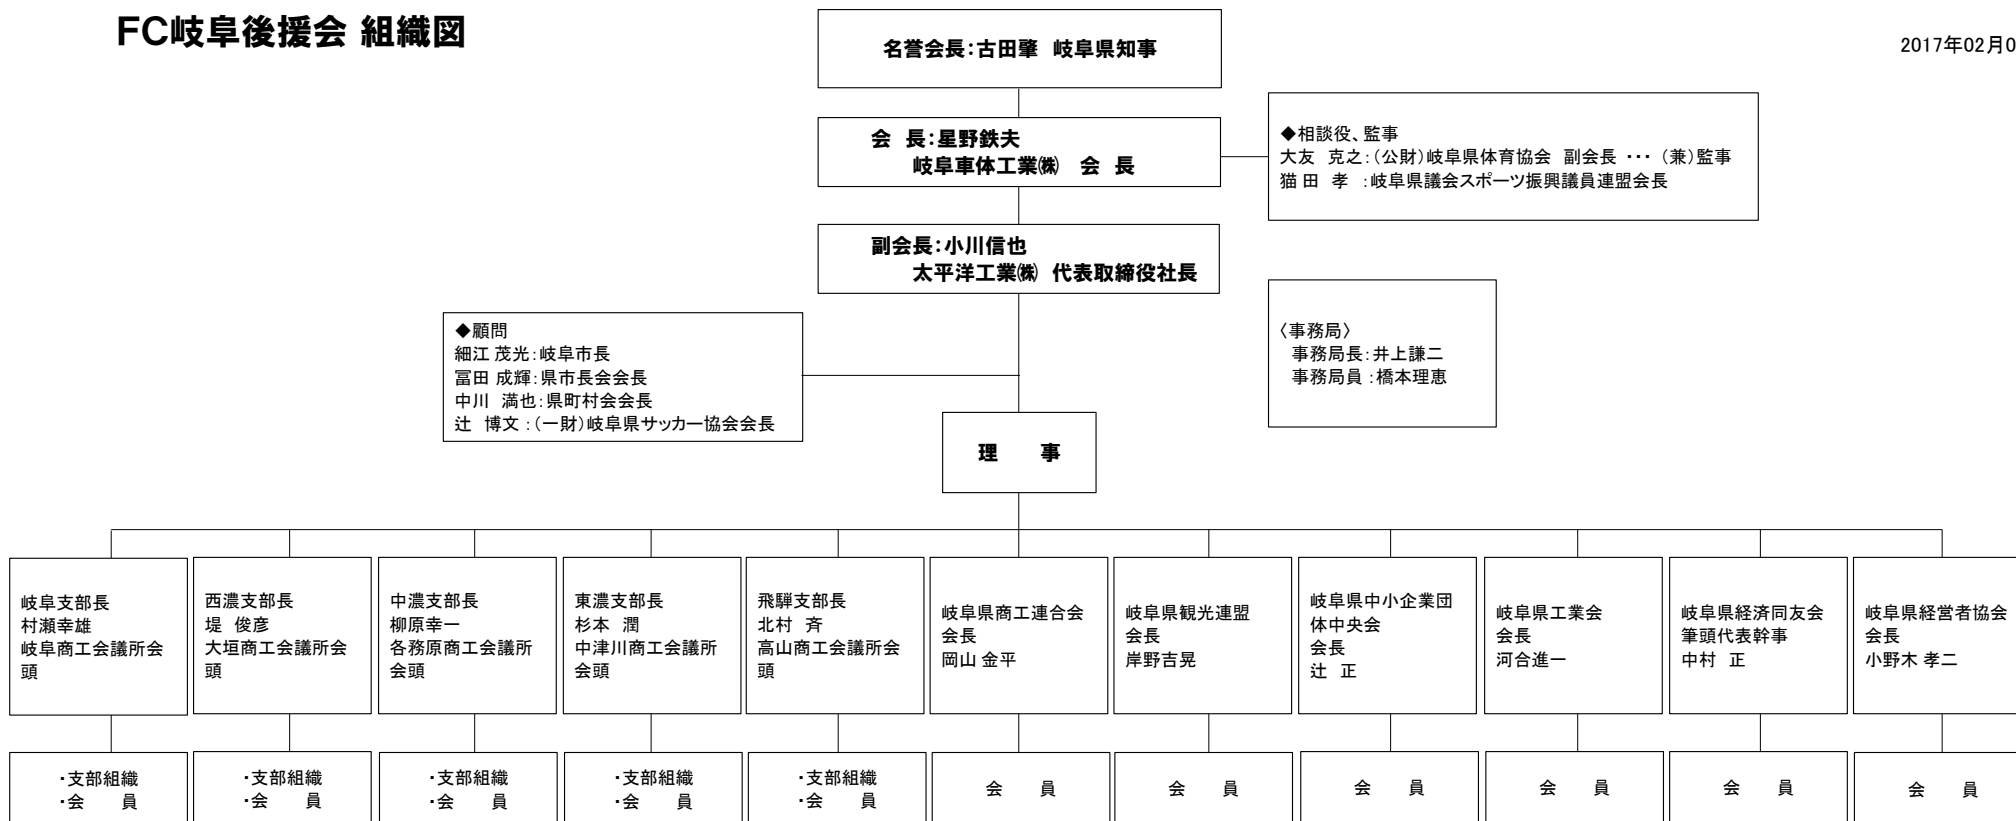 FC岐阜後援会 組織図
2017年02月0
名誉会長：古田肇　岐阜県知事
会　長：星野鉄夫
岐阜車体工業㈱　会　長
◆相談役、監事
大友　克之：（公財）岐阜県体育協会　副会長　･･･　（兼）監事
猫 田　孝　：岐阜県議会スポーツ振興議員連盟会長
副会長：小川信也
太平洋工業㈱　代表取締役社長
◆顧問
細江 茂光：岐阜市長
冨田 成輝：県市長会会長
中川　満也：県町村会会長
辻　博文：（一財）岐阜県サッカー協会会長
〈事務局〉
事務局長：井上謙二
事務局員：橋本理恵
理　　事
岐阜支部長
村瀬幸雄
岐阜商工会議所会
頭
西濃支部長
堤　俊彦
大垣商工会議所会
頭
中濃支部長
柳原幸一
各務原商工会議所
会頭
東濃支部長
杉本　潤
中津川商工会議所
会頭
飛騨支部長
北村　斉
高山商工会議所会
頭
岐阜県商工連合会
会長
岡山 金平
岐阜県観光連盟
会長
岸野吉晃
岐阜県中小企業団
体中央会
会長
辻　正
岐阜県工業会
会長
河合進一
岐阜県経済同友会
筆頭代表幹事
中村　正
岐阜県経営者協会
会長
小野木 孝二
・支部組織
・会　　員
・支部組織
・会　　員
・支部組織
・会　　員
・支部組織
・会　　員
・支部組織
・会　　員
会　　員
会　　員
会　　員
会　　員
会　　員
会　　員